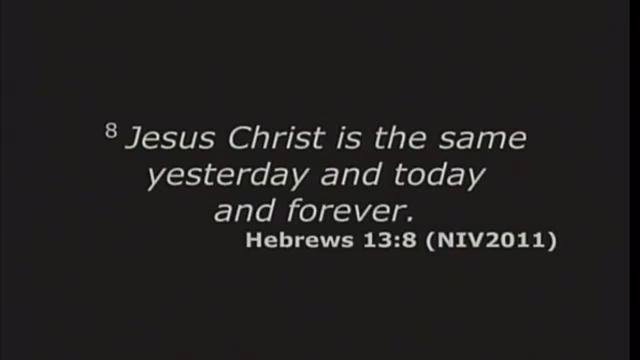 8 Jesus Christ is the same
yesterday and today
and forever.
Hebrews 13:8 (NIV2011)